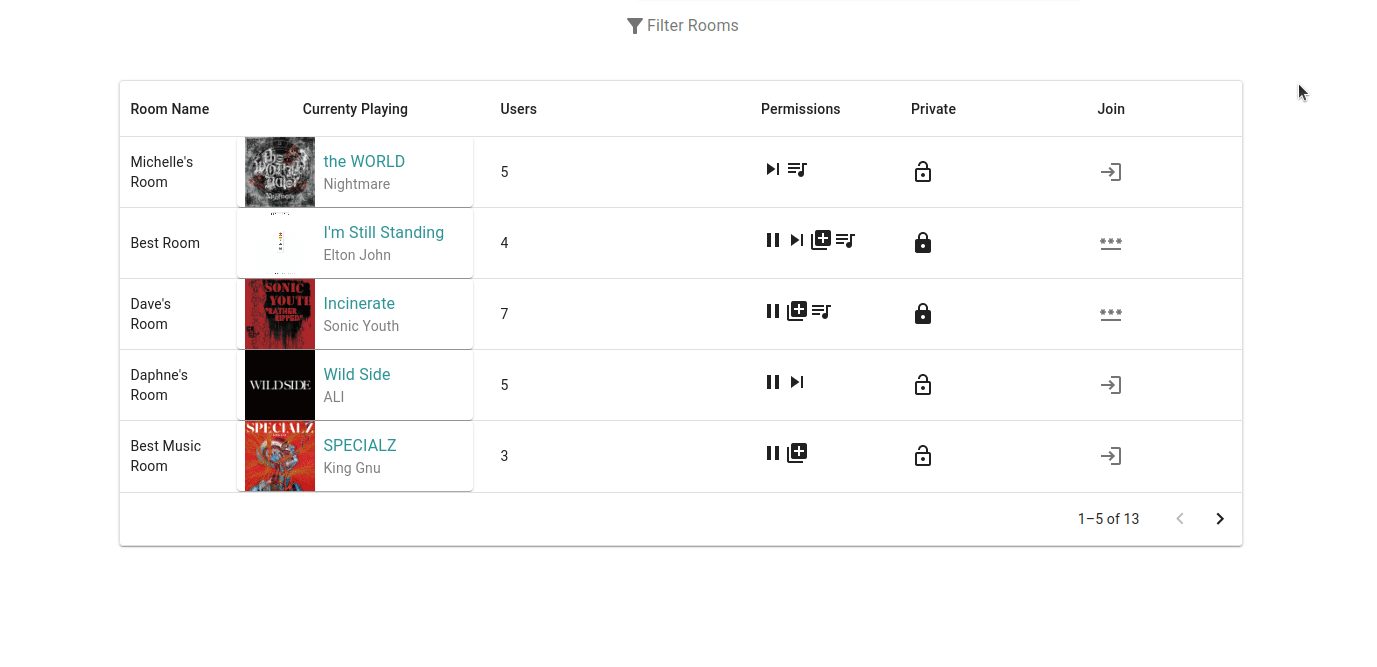 Filter Rooms
Room Name Currenty Playing Users Permissions Private Join
Michelle's
Room
the WORLD
Nightmare
5
Best Room
I'm Still Standing
Elton John
4
***
SONIC
YOUTH
"RATHER
RIPPED"
Dave's
Room
Incinerate
Sonic Youth
7
***
WILDSIDE
Daphne's
Room
Wild Side
ALI
5
SPECIALZ
Best Music
Room
SPECIALZ
King Gnu
3
1–5 of 13